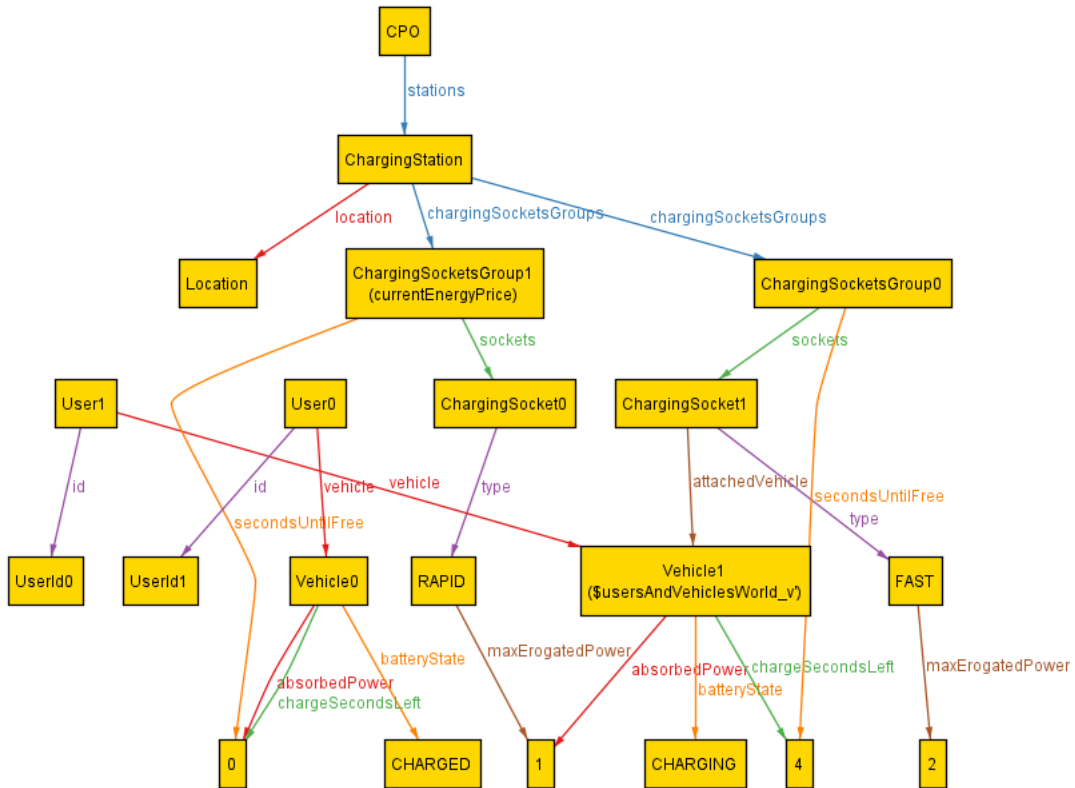 CPO
stations
ChargingStation
location
chargingSocketsGroups
chargingSocketsGroups
Location
ChargingSocketsGroup1
(currentEnergyPrice)
ChargingSocketsGroup0
sockets
sockets
User1
User0
ChargingSocket0
ChargingSocket1
id
id
vehicle
vehicle
type
attachedVehicle
secondsUntilFree
type
secondsUntilFree
UserId0
UserId1
Vehicle0
RAPID
Vehicle1
($usersAndVehiclesWorld_v')
FAST
batteryState
maxErogatedPower
absorbedPower
chargeSecondsLeft
absorbedPower
chargeSecondsLeft
batteryState
maxErogatedPower
0
CHARGED
1
CHARGING
4
2